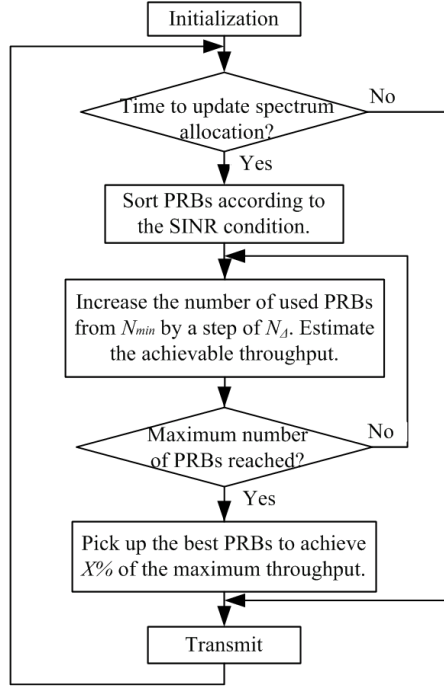 Initialization
Time to update spectrum
allocation?
No
Yes
Sort PRBs according to
the SINR condition.
Increase the number of used PRBs
from Nmin by a step of NΔ. Estimate
the achievable throughput.
Maximum number
of PRBs reached?
No
Yes
Pick up the best PRBs to achieve
X% of the maximum throughput.
Transmit